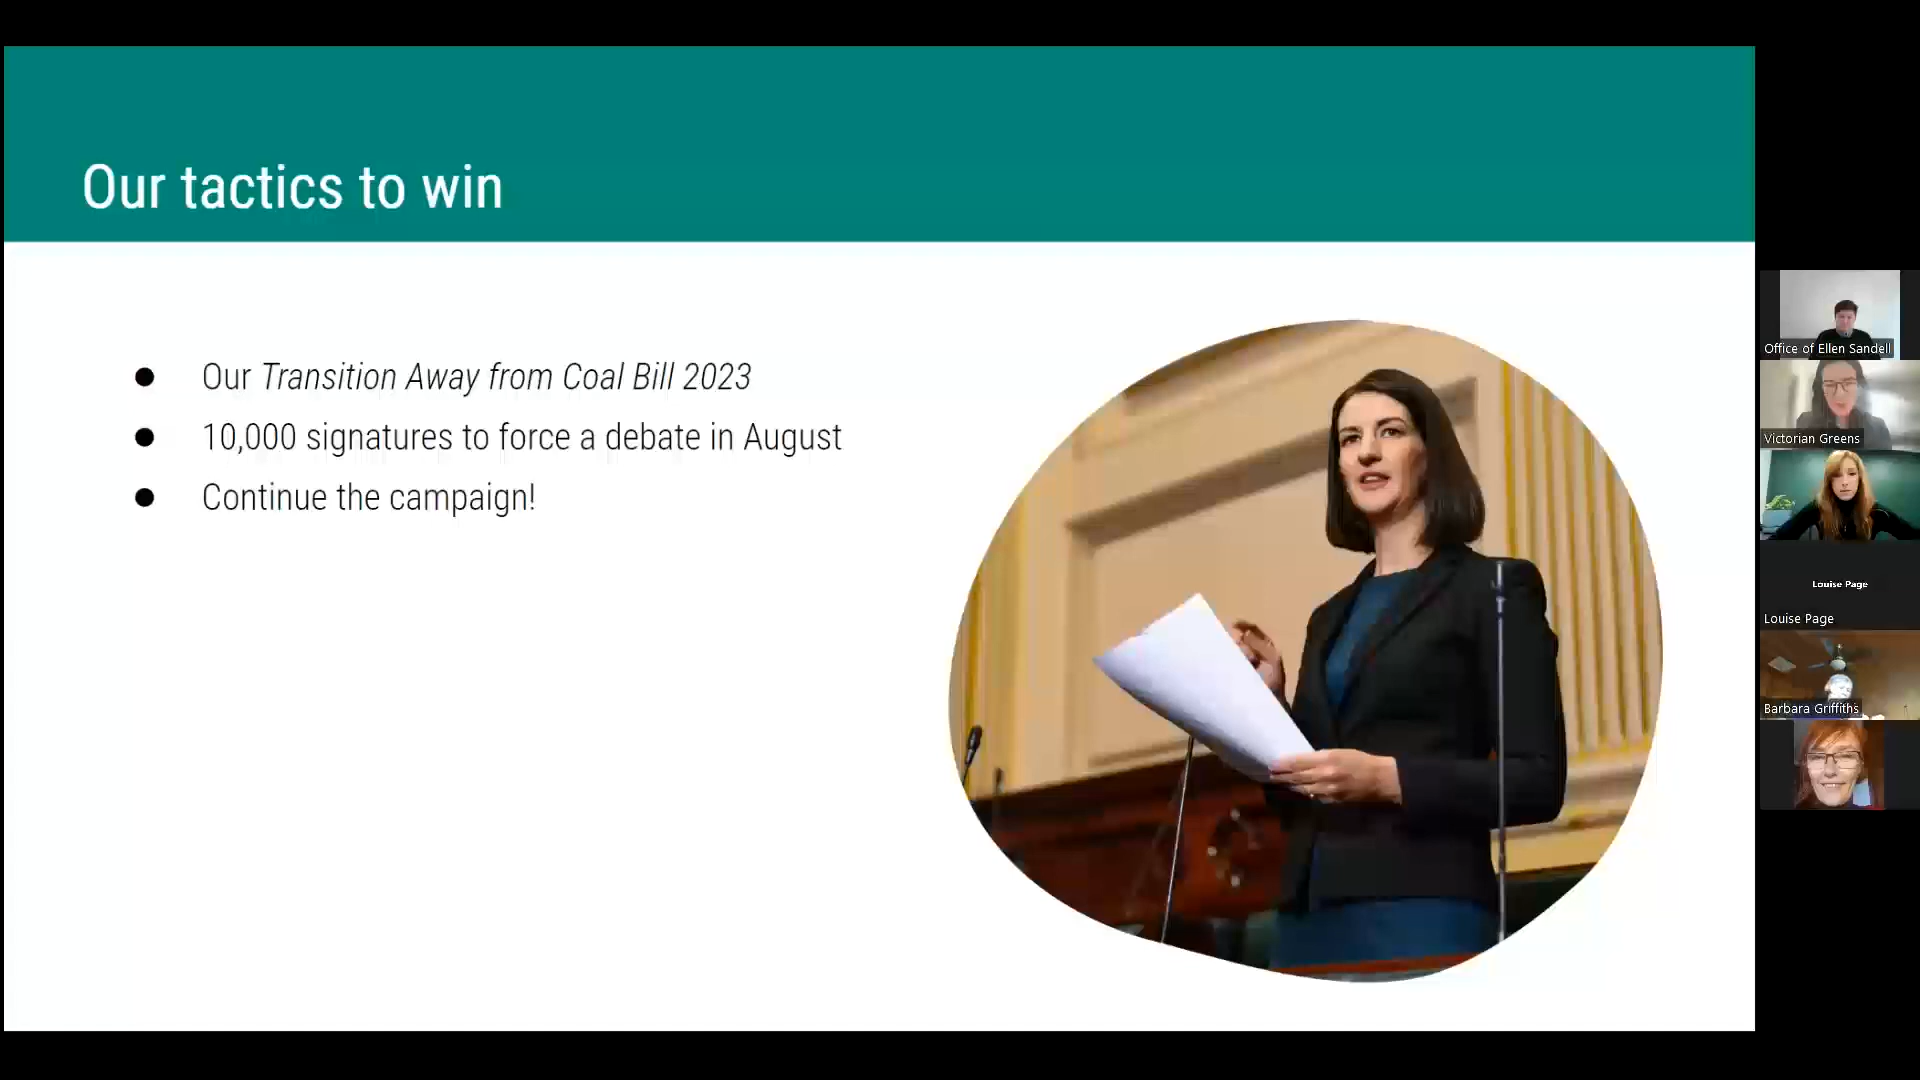 Our tactics to win
● Our Transition Away from Coal Bill 2023
● 10,000 signatures to force a debate in August
● Continue the campaign!
Office of Ellen Sandell
Victorian Greens
Louise Page
Louise Page
Barbara Griffiths